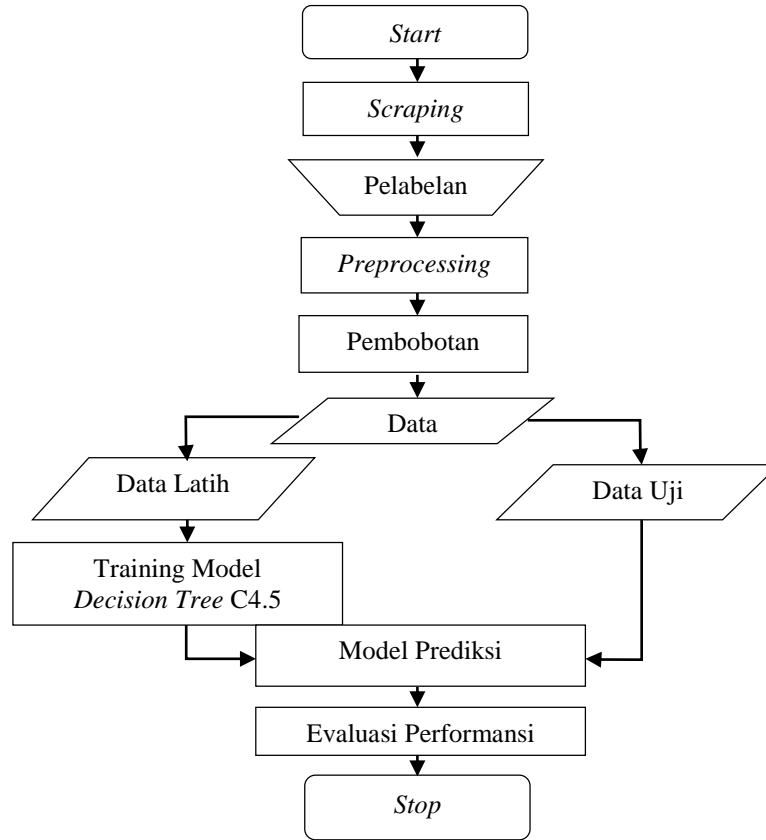 Start
Scraping
Pelabelan
Preprocessing
Pembobotan
Data
Data Latih
Data Uji
Training Model
Decision Tree C4.5
Model Prediksi
Evaluasi Performansi
Stop